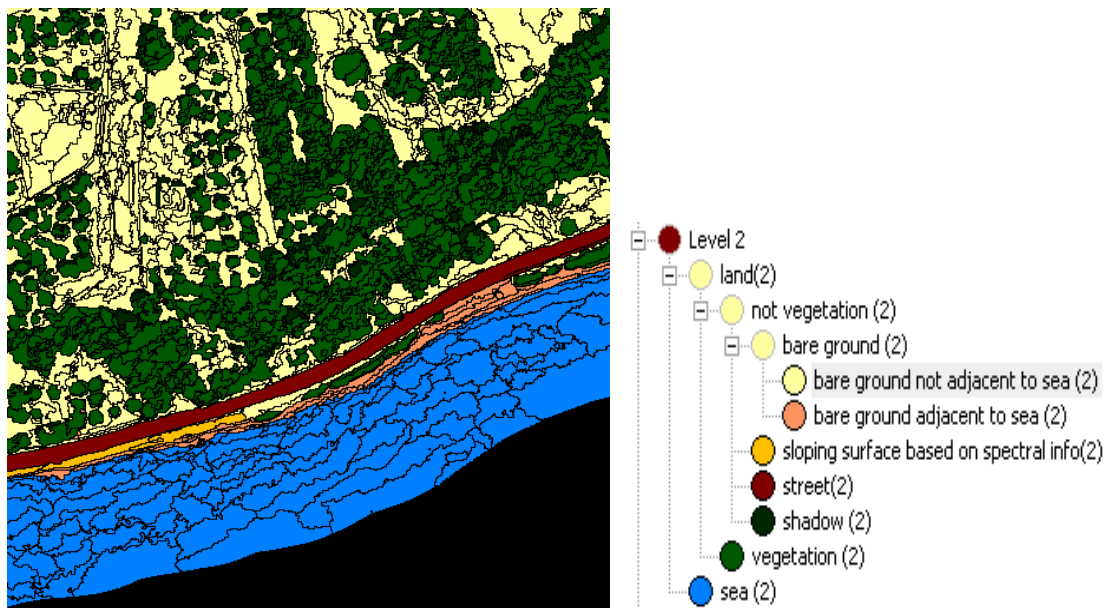 Level 2
land(2)
not vegetation (2)
bare ground (2)
bare ground not adjacent to sea (2)
bare ground adjacent to sea (2)
sloping surface based on spectral info(2)
street(2)
shadow (2)
vegetation (2)
sea (2)